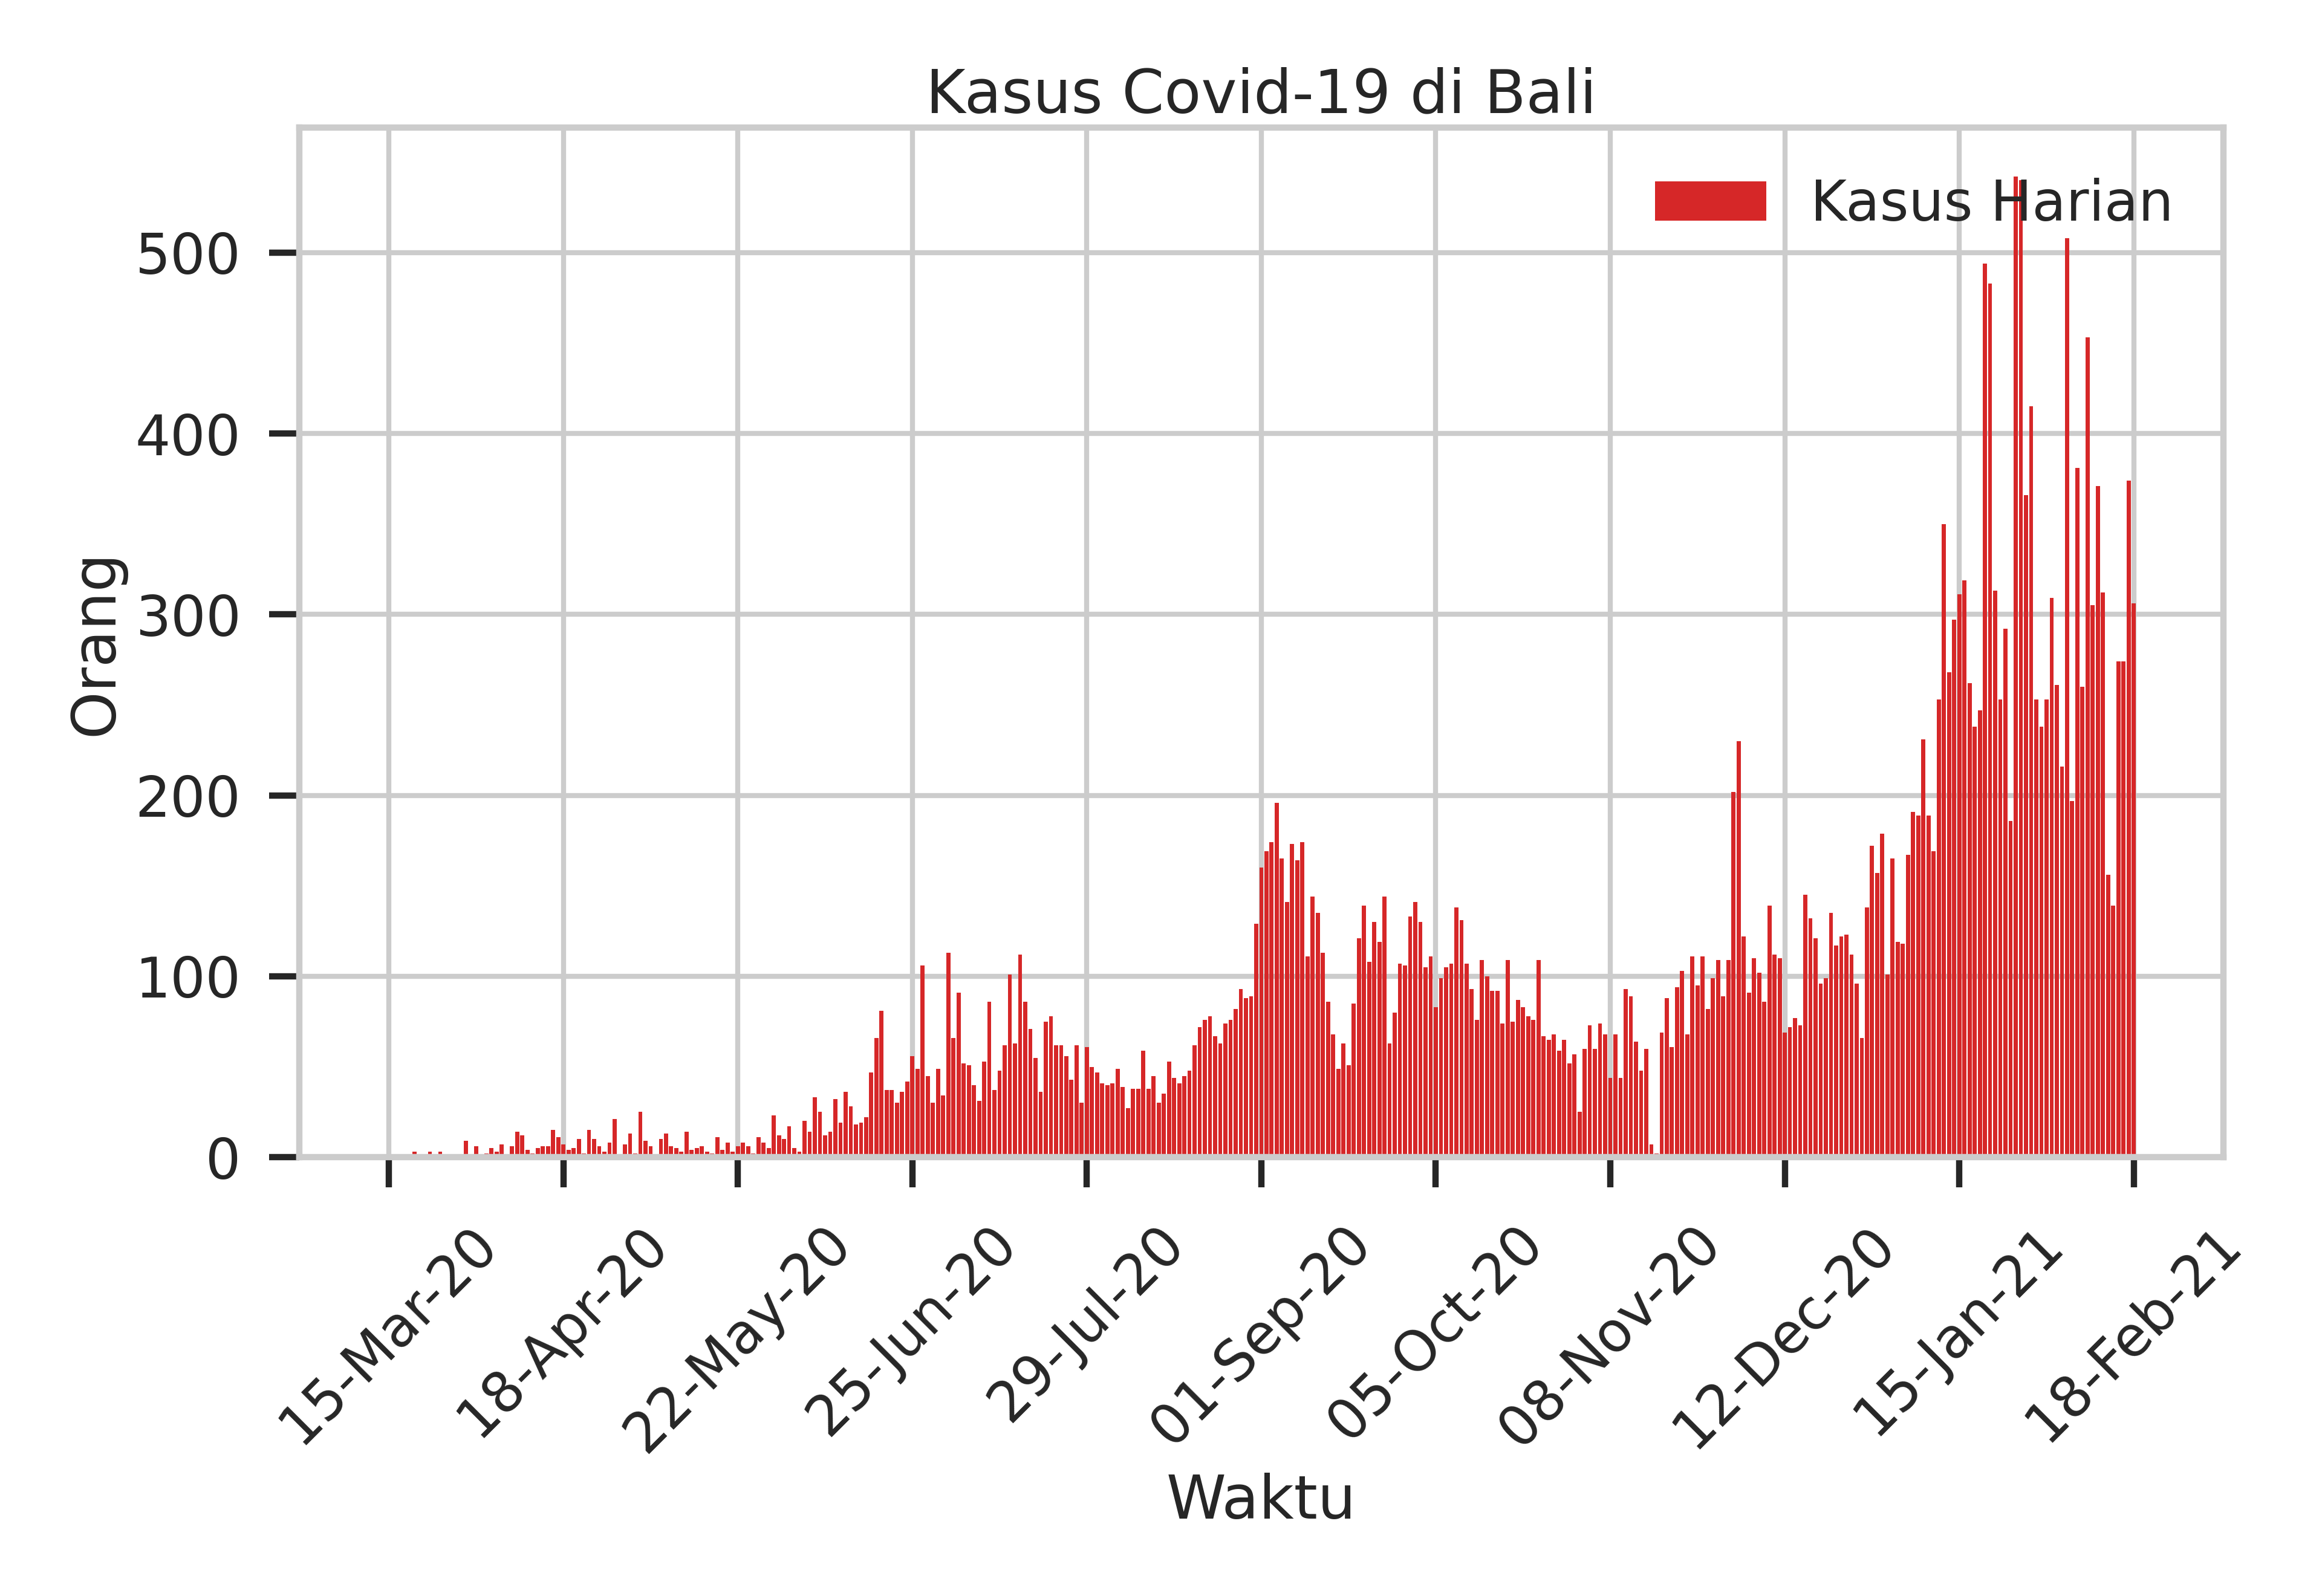 Kasus Covid-19 di Bali
Kasus Harian
Orang
500
400
300
200
100
0
15-Mar-20
18-Apr-20
22-May-20
25-Jun-20
29-Jul-20
01-Sep-20
05-Oct-20
08-Nov-20
12-Dec-20
15-Jan-21
18-Feb-21
Waktu